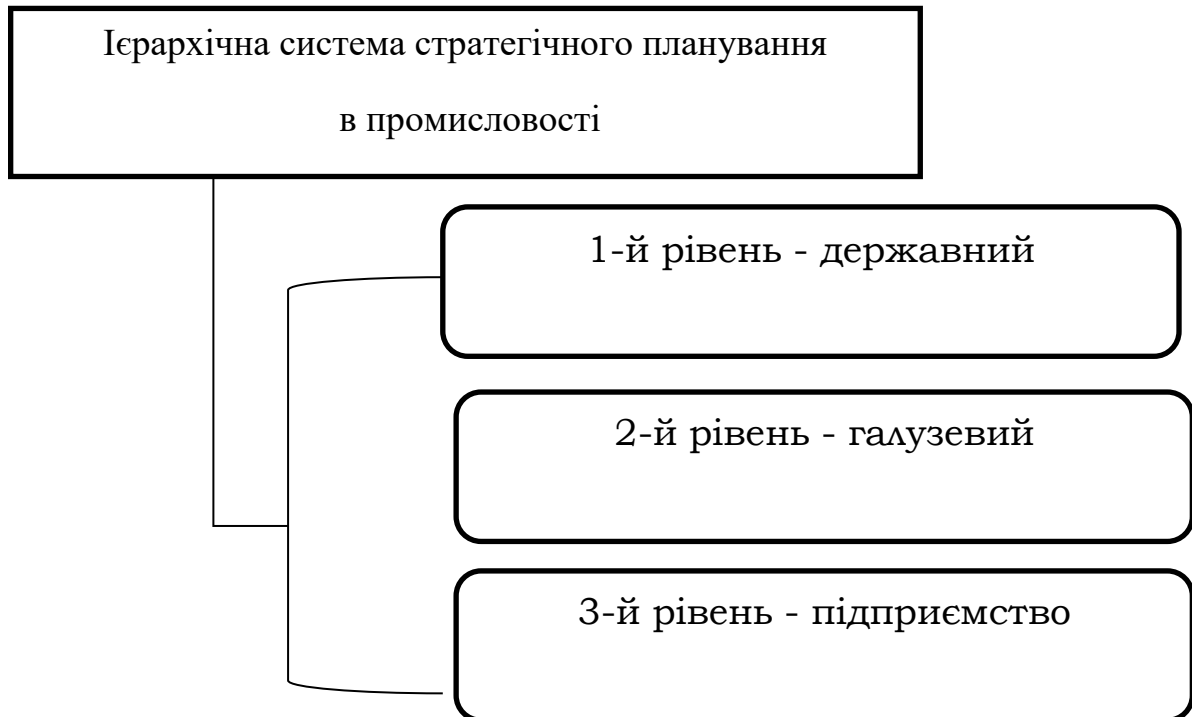 Ієрархічна система стратегічного планування
в промисловості
1-й рівень - державний
2-й рівень - галузевий
3-й рівень - підприємство